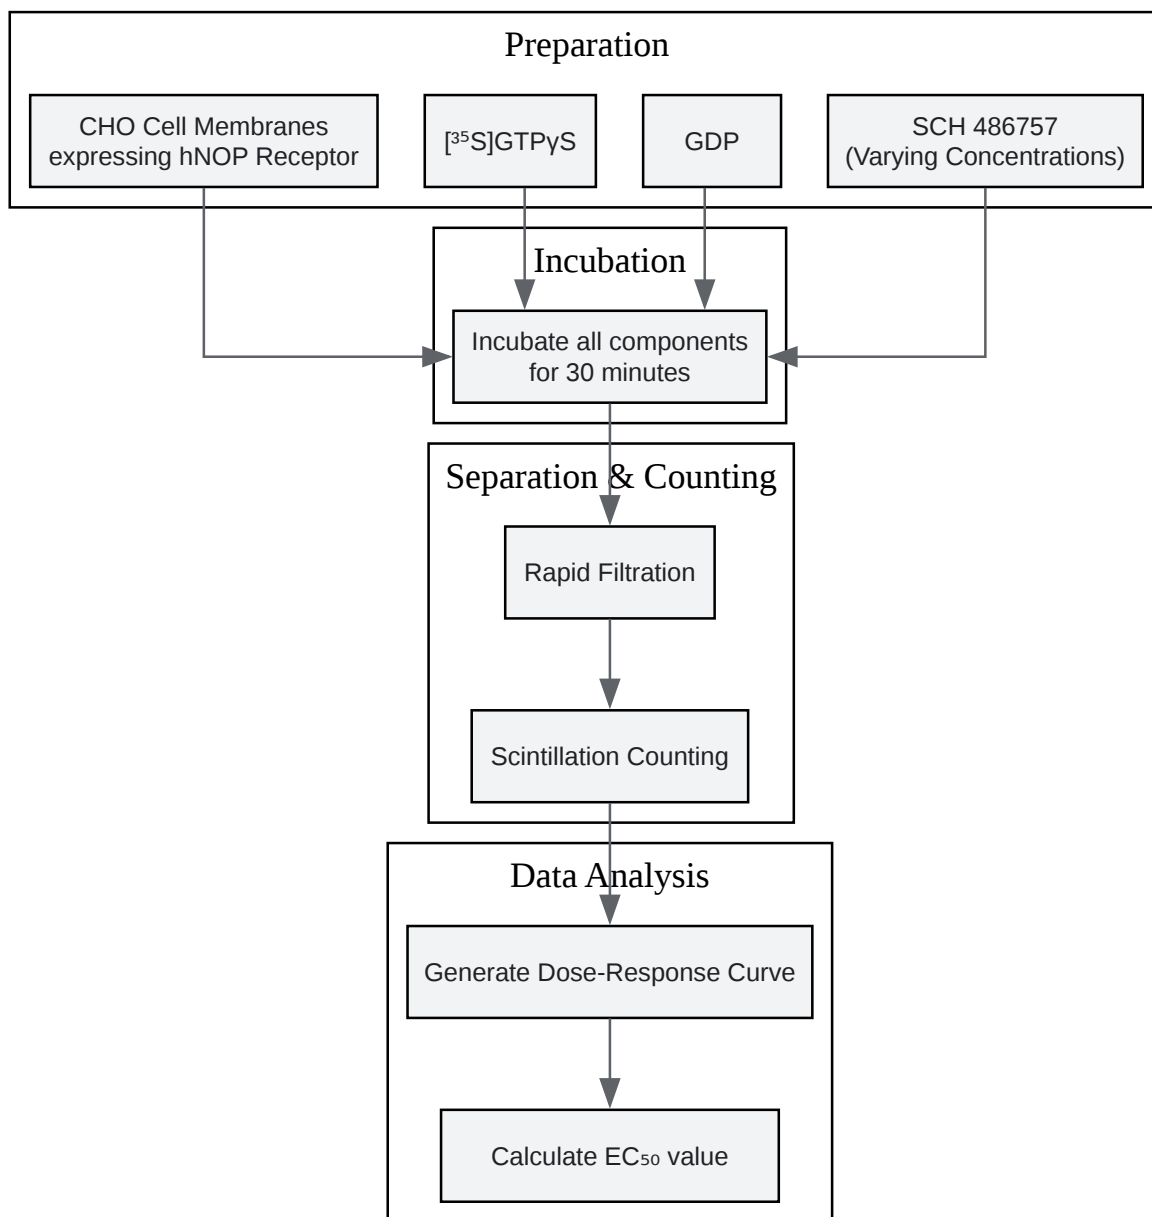 Preparation
CHO Cell Membranes
expressing hNOP Receptor
[³⁵S]GTPγS
GDP
SCH 486757
(Varying Concentrations)
Incubation
Incubate all components
for 30 minutes
Separation & Counting
Rapid Filtration
Scintillation Counting
Data Analysis
Generate Dose-Response Curve
Calculate EC₅₀ value